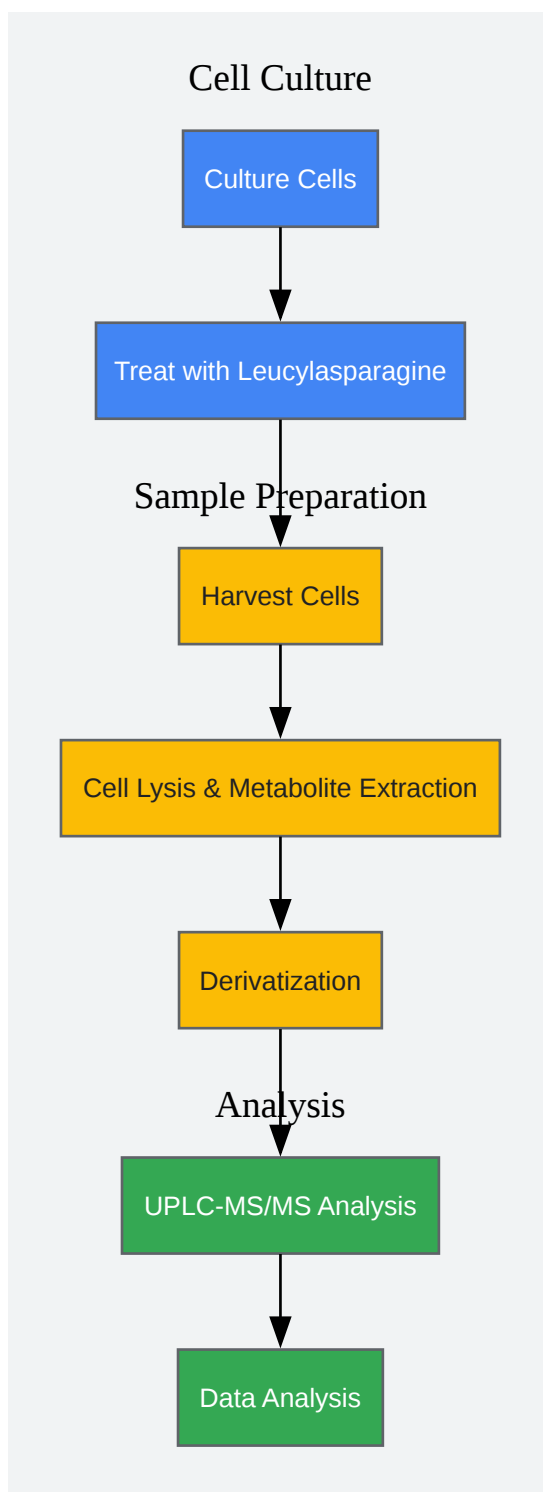 Cell Culture
Culture Cells
Treat with Leucylasparagine
Sample Preparation
Harvest Cells
Cell Lysis & Metabolite Extraction
Derivatization
Analysis
UPLC-MS/MS Analysis
Data Analysis